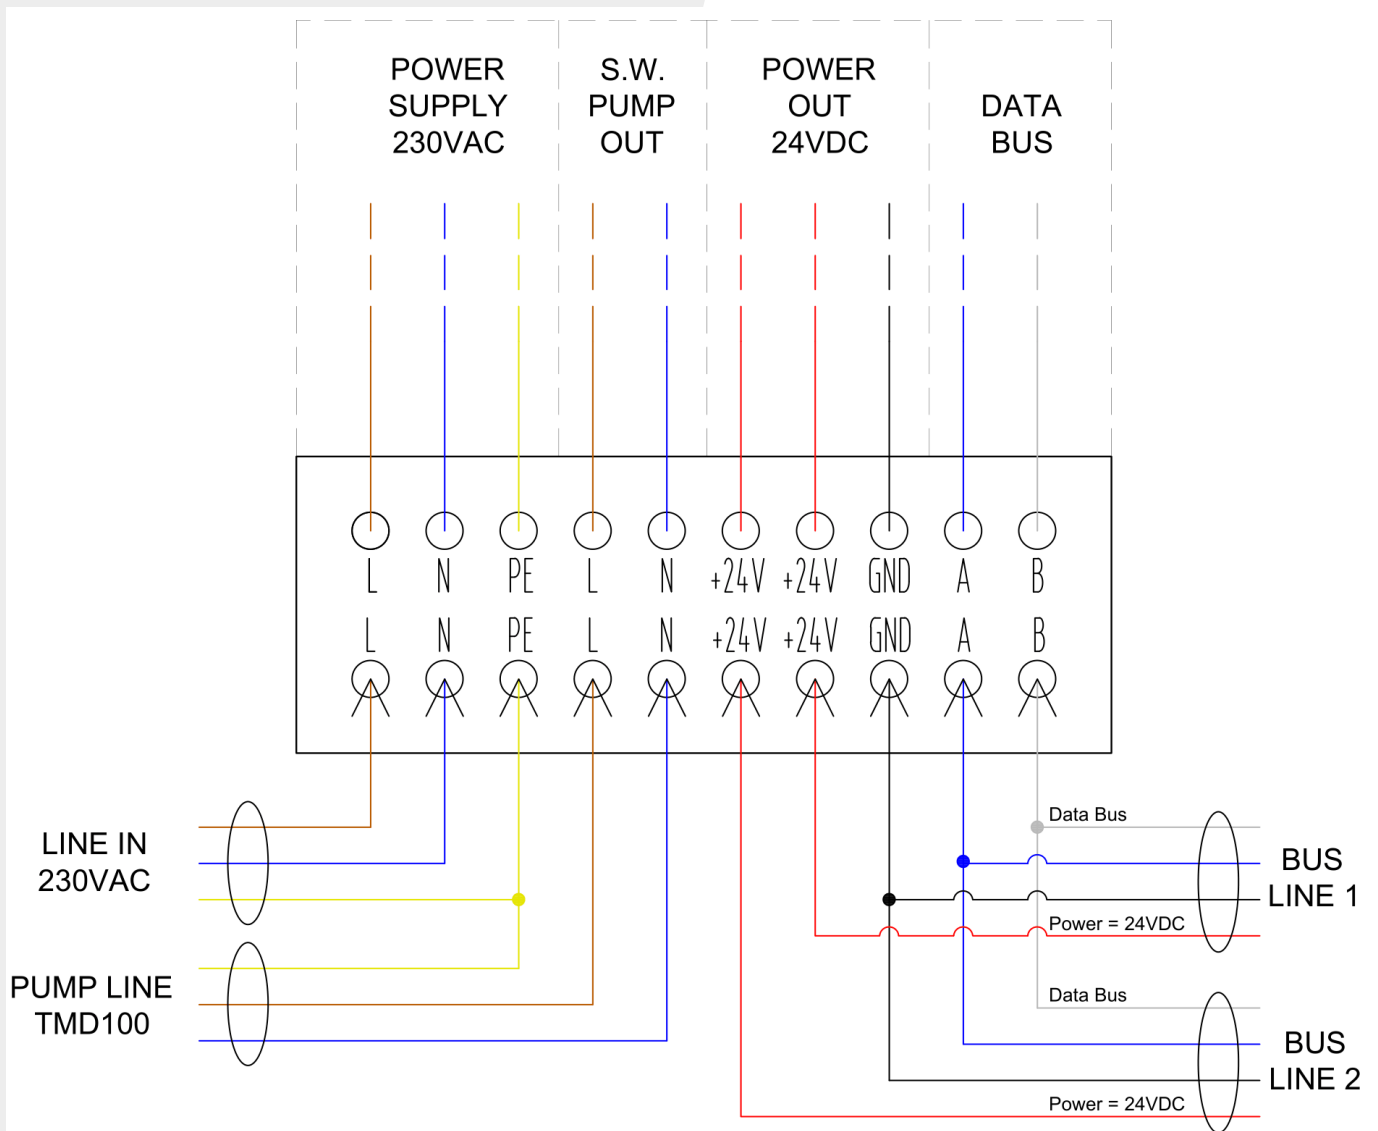 POWER
SUPPLY
230VAC
S.W.
PUMP
OUT
POWER
OUT
24VDC
DATA
BUS
L N PE L N +24V +24V GND A B
L N PE L N +24V +24V GND A B
LINE IN
230VAC
PUMP LINE
TMD100
Data Bus
BUS
LINE 1
Power = 24VDC
Data Bus
BUS
LINE 2
Power = 24VDC